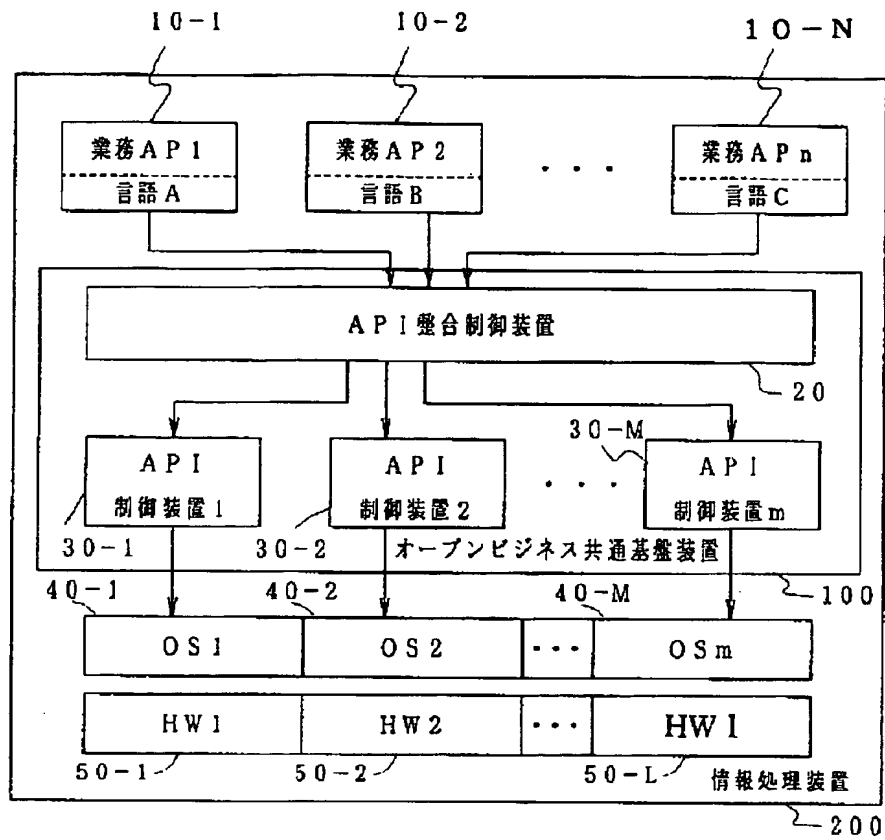 10-1 10-2 10-N
業務AP1 業務AP2 ・・・ 業務APn
言語A 言語B 言語C
API整合制御装置
20
30-M
API API ・・・ API
制御装置1 制御装置2 制御装置m
30-1 30-2 オープンビジネス共通基盤装置
100
40-1 40-2 40-M
OS1 OS2 ・・・ OSm
HW1 HW2 ・・・ HWl
50-1 50-2 50-L 情報処理装置
200